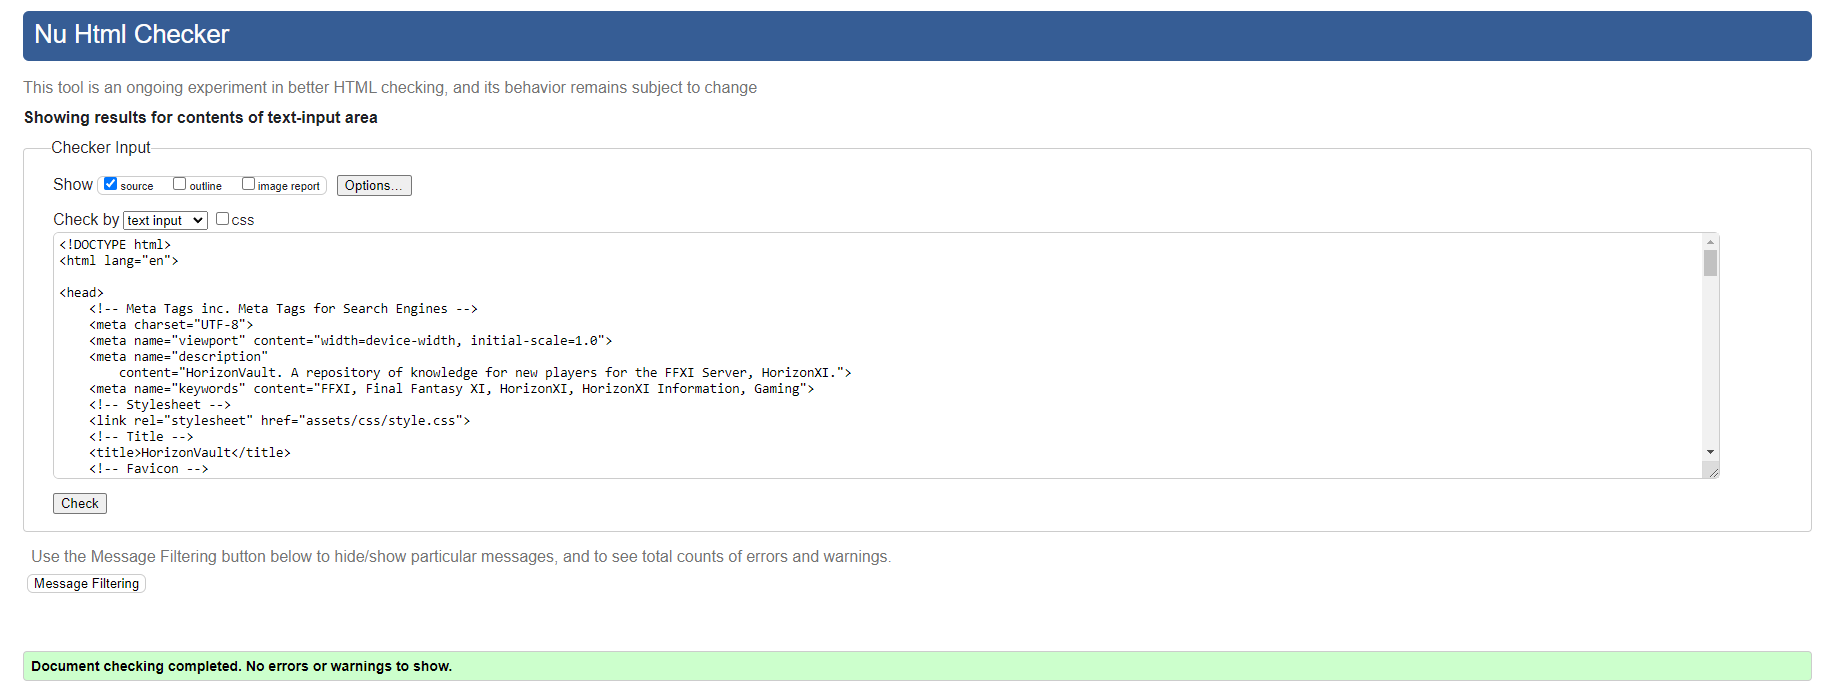 Nu Html Checker
This tool is an ongoing experiment in better HTML checking, and its behavior remains subject to change
Showing results for contents of text-input area
Checker Input
Show source outline image report Options...
Check by text input css
<!DOCTYPE html>
<html lang="en">
<head>
<!-- Meta Tags inc. Meta Tags for Search Engines -->
<meta charset="UTF-8">
<meta name="viewport" content="width=device-width, initial-scale=1.0">
<meta name="description"
content="HorizonVault. A repository of knowledge for new players for the FFXI Server, HorizonXI.">
<meta name="keywords" content="FFXI, Final Fantasy XI, HorizonXI, HorizonXI Information, Gaming">
<!-- Stylesheet -->
<link rel="stylesheet" href="assets/css/style.css">
<!-- Title -->
<title>HorizonVault</title>
<!-- Favicon -->
Check
Use the Message Filtering button below to hide/show particular messages, and to see total counts of errors and warnings.
Message Filtering
Document checking completed. No errors or warnings to show.